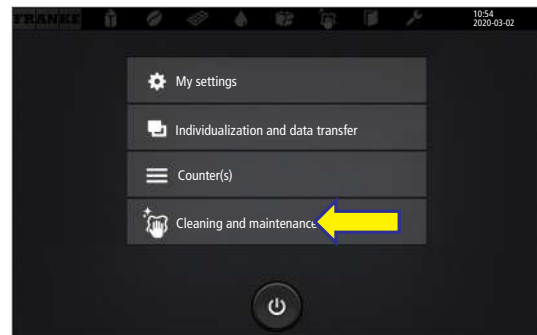 FRANKE
10:54
2020-03-02
My settings
Individualization and data transfer
Counter(s)
Cleaning and maintenance